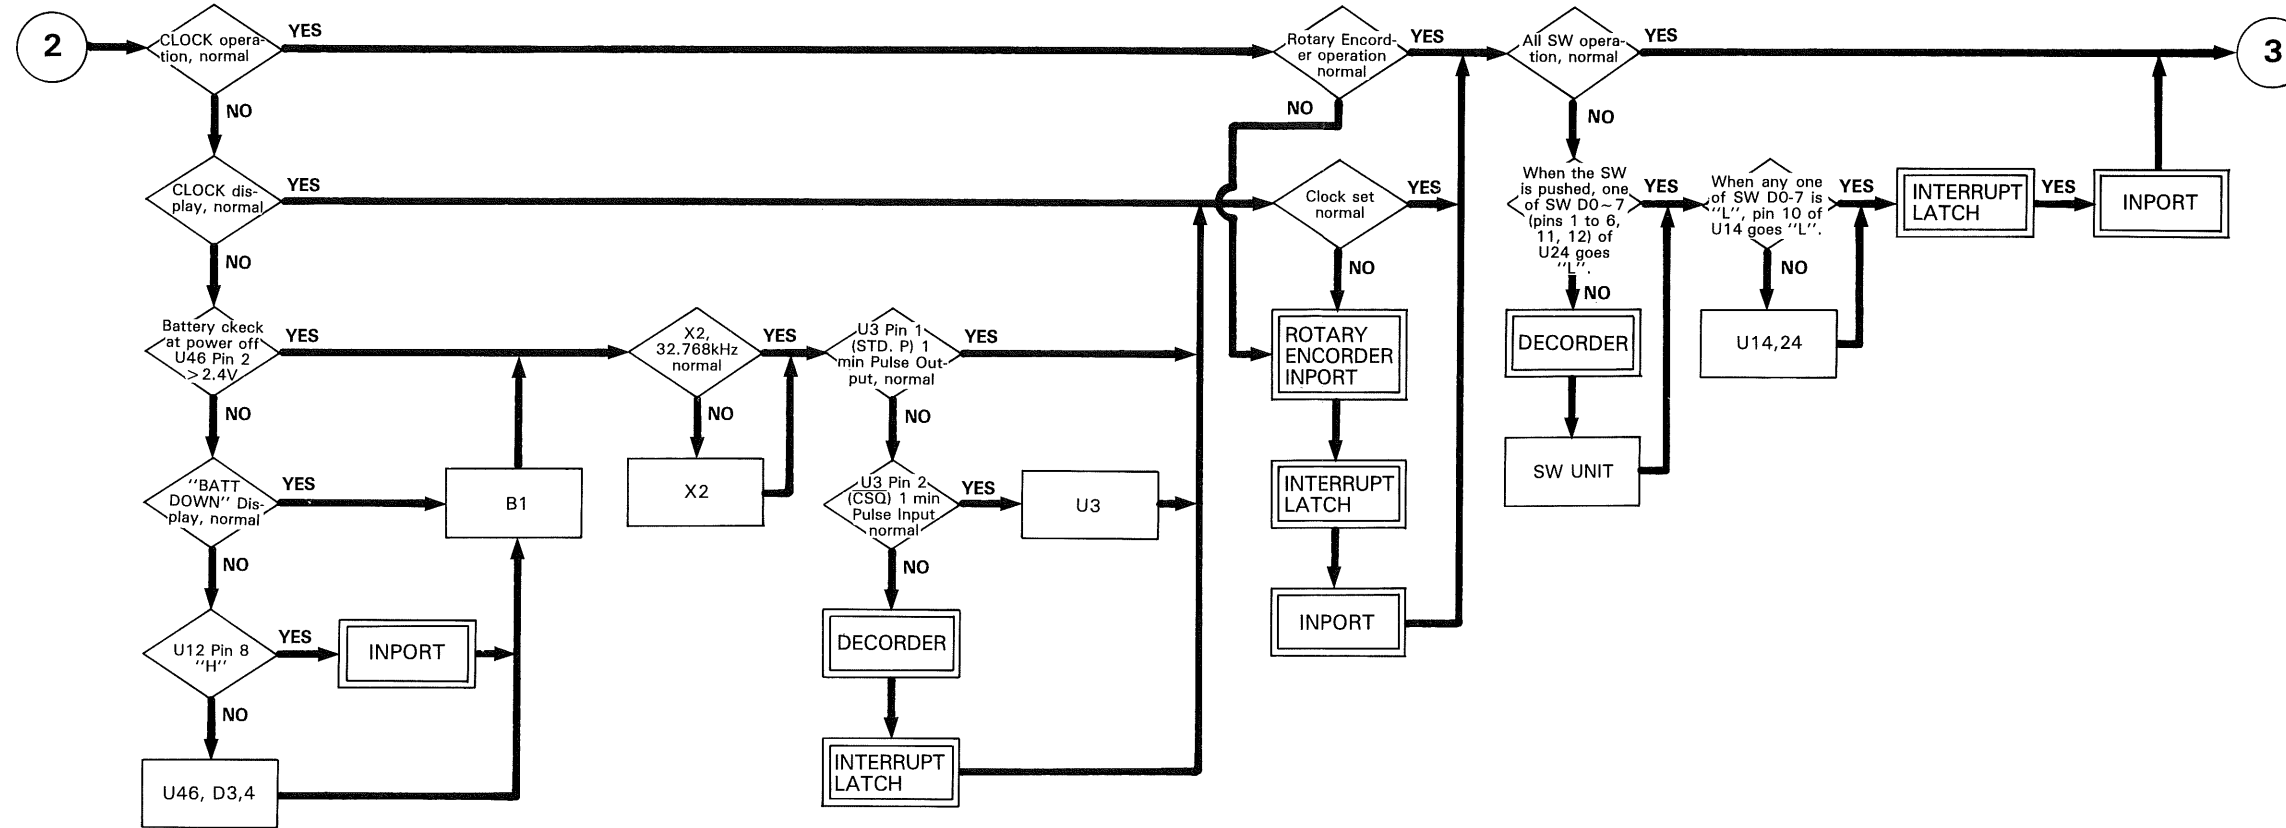 2
CLOCK opera-
tion, normal
YES
NO
Rotary Encord-
er operation
normal
YES
NO
All SW opera-
tion, normal
YES
NO
3
CLOCK dis-
play, normal
YES
NO
Clock set
normal
YES
NO
When the SW
is pushed, one
of SW D0~7
(pins 1 to 6,
11, 12) of
U24 goes
"L".
YES
NO
When any one
of SW D0-7 is
"L", pin 10 of
U14 goes "L".
YES
NO
INTERRUPT
LATCH
YES
INPORT
Battery ckeck
at power off
U46 Pin 2
>2.4V
YES
NO
X2,
32.768kHz
normal
YES
NO
U3 Pin 1
(STD. P) 1
min Pulse Out-
put, normal
YES
NO
ROTARY
ENCORDER
INPORT
DECORDER
U14,24
"BATT
DOWN" Dis-
play, normal
YES
NO
B1
X2
U3 Pin 2
(CSQ) 1 min
Pulse Input
normal
YES
NO
U3
INTERRUPT
LATCH
SW UNIT
U12 Pin 8
"H"
YES
NO
INPORT
DECORDER
INPORT
U46, D3,4
INTERRUPT
LATCH